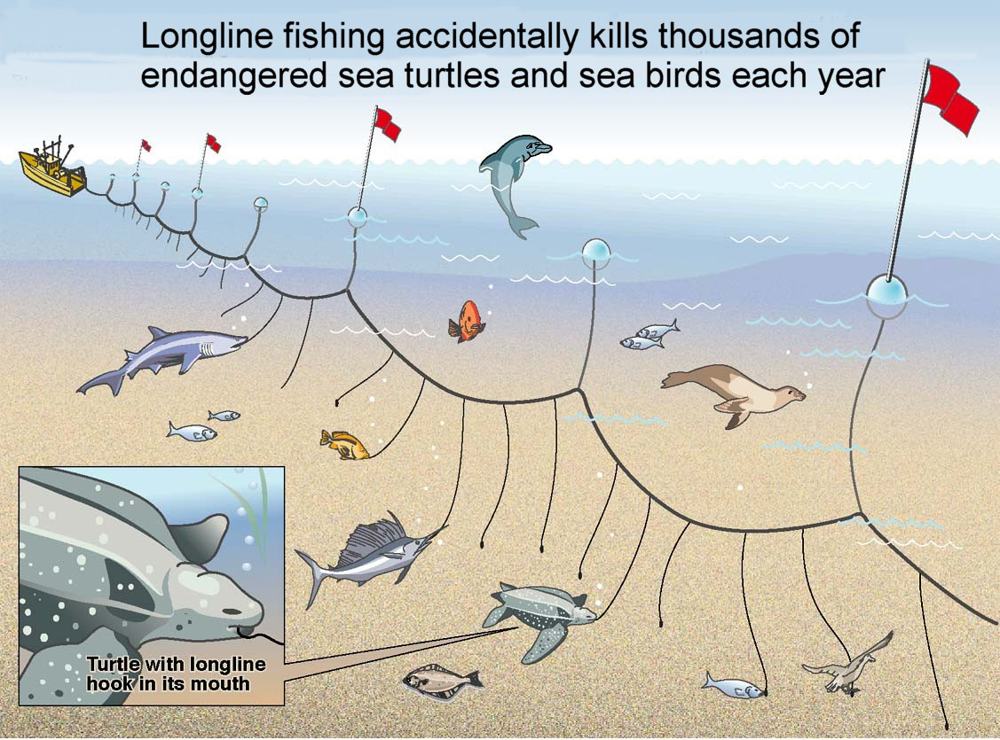 Longline fishing accidentally kills thousands of
endangered sea turtles and sea birds each year
Turtle with longline
hook in its mouth